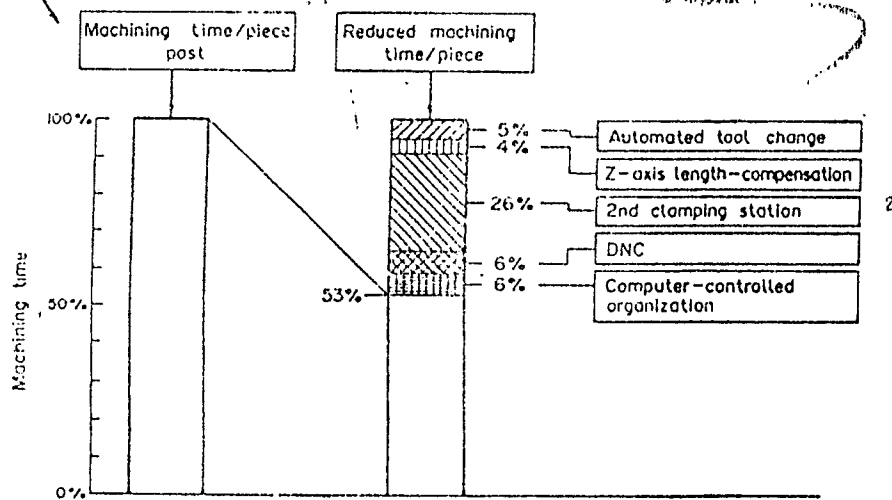 Machining time/piece
past
Reduced machining
time/piece
100%
50%
0%
Machining time
53%
5%
4%
26%
6%
6%
Automated tool change
Z-axis length-compensation
2nd clamping station
DNC
Computer-controlled
organization
2